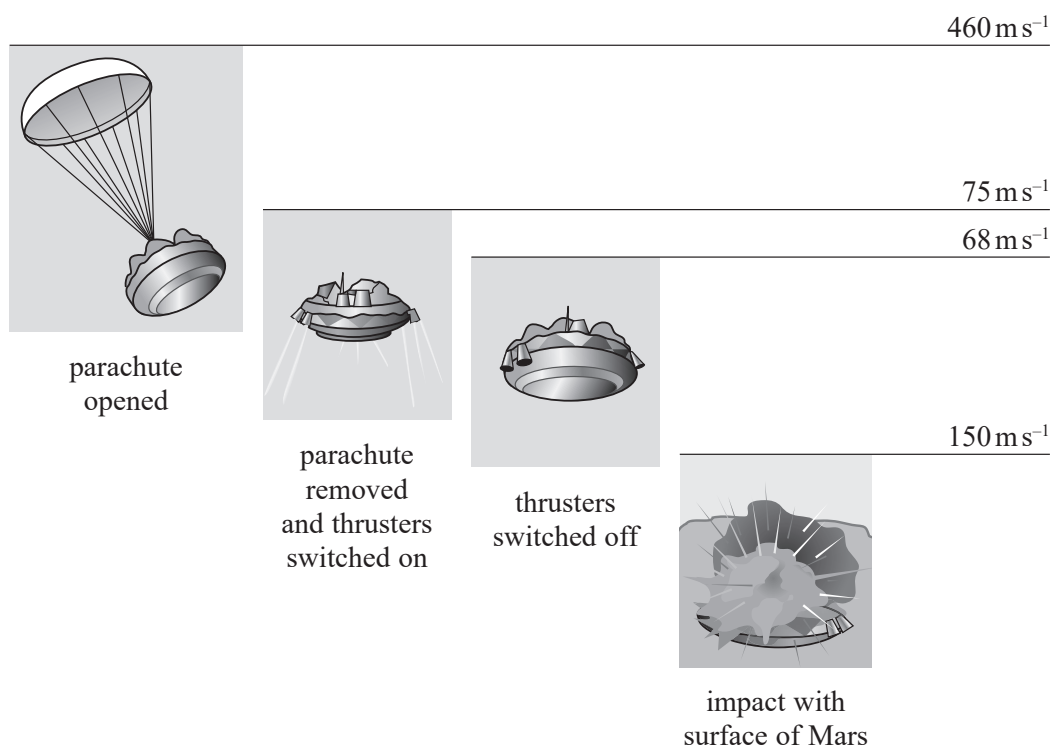 460 m s⁻¹
75 m s⁻¹
68 m s⁻¹
parachute
opened
150 m s⁻¹
parachute
removed
and thrusters
switched on
thrusters
switched off
impact with
surface of Mars